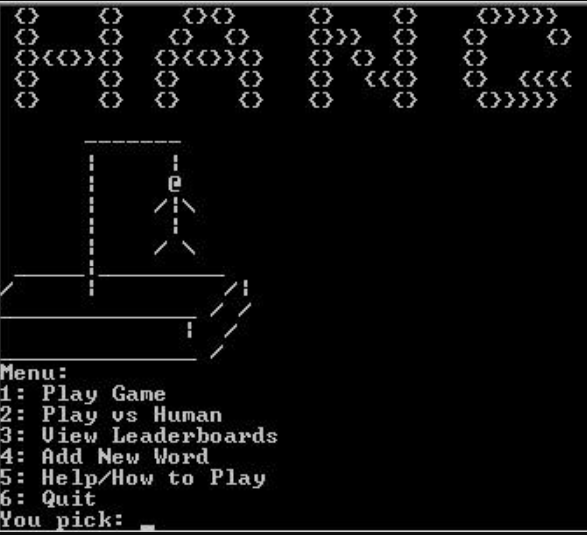 HANG
Menu:
1: Play Game
2: Play vs Human
3: View Leaderboards
4: Add New Word
5: Help/How to Play
6: Quit
You pick: _